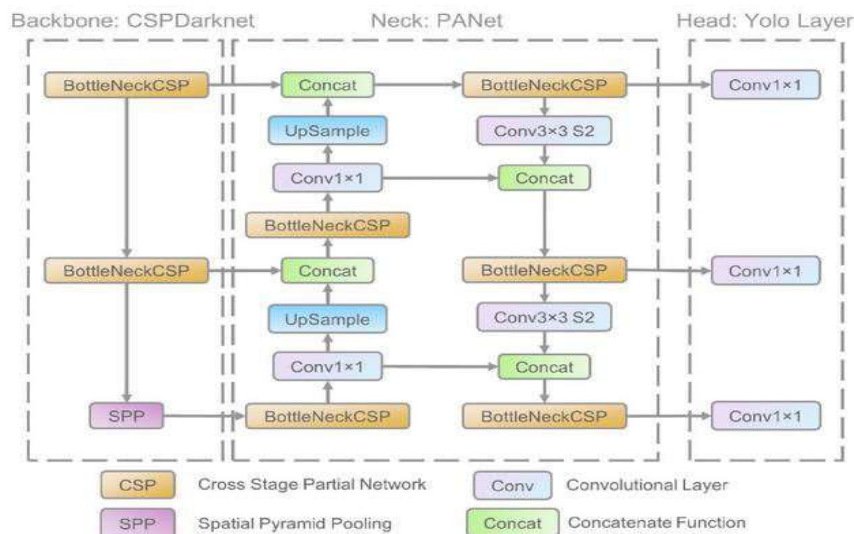 Backbone: CSPDarknet
Neck: PANet
Head: Yolo Layer
BottleNeckCSP
Concat
BottleNeckCSP
Conv1×1
UpSample
Conv3×3 S2
Conv1×1
Concat
BottleNeckCSP
BottleNeckCSP
Concat
BottleNeckCSP
Conv1×1
UpSample
Conv3×3 S2
Conv1×1
Concat
SPP
BottleNeckCSP
BottleNeckCSP
Conv1×1
CSP
Cross Stage Partial Network
Conv
Convolutional Layer
SPP
Spatial Pyramid Pooling
Concat
Concatenate Function